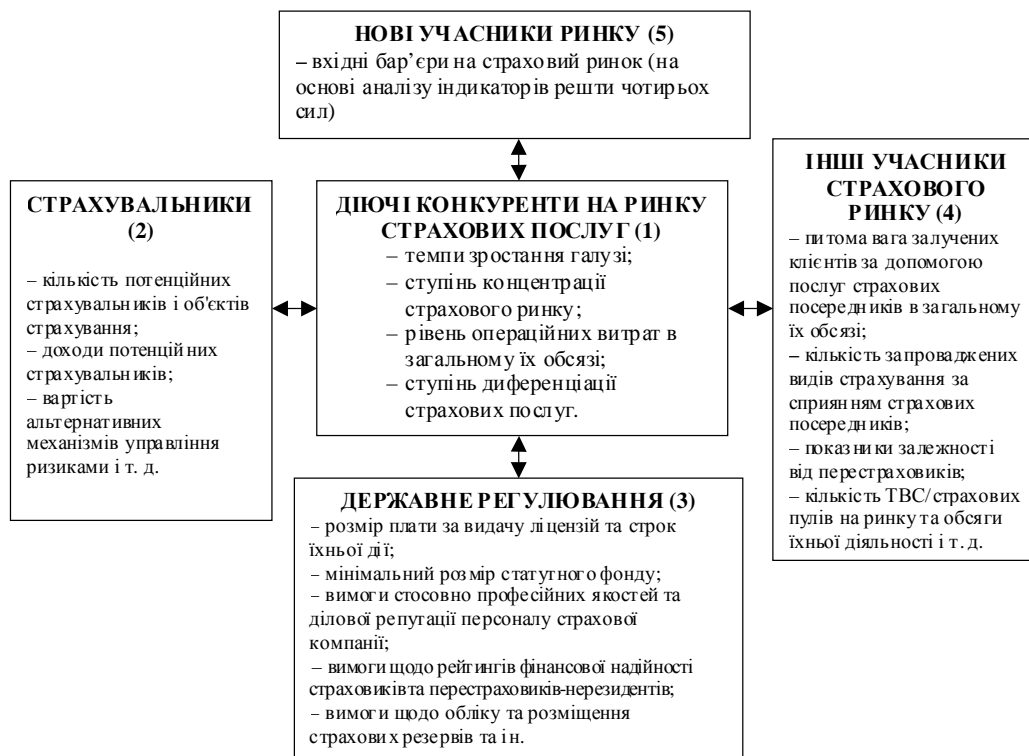 НОВІ УЧАСНИКИ РИНКУ (5)
– вхідні бар’єри на страховий ринок (на
основі аналізу індикаторів решти чотирьох
сил)
СТРАХУВАЛЬНИКИ
(2)
– кількість потенційних
страхувальників і об'єктів
страхування;
– доходи потенційних
страхувальників;
– вартість
альтернативних
механізмів управління
ризиками і т. д.
ДІЮЧІ КОНКУРЕНТИ НА РИНКУ
СТРАХОВИХ ПОСЛУГ (1)
– темпи зростання галузі;
– ступінь концентрації
страхового ринку;
– рівень операційних витрат в
загальному їх обсязі;
– ступінь диференціації
страхових послуг.
ІНШІ УЧАСНИКИ
СТРАХОВОГО
РИНКУ (4)
– питома вага залучених
клієнтів за допомогою
послуг страхових
посередників в загальному
їх обсязі;
– кількість запроваджених
видів страхування за
сприянням страхових
посередників;
– показники залежності
від перестраховиків;
– кількість ТВС/страхових
пулів на ринку та обсяги
їхньої діяльності і т. д.
ДЕРЖАВНЕ РЕГУЛЮВАННЯ (3)
– розмір плати за видачу ліцензій та строк
їхньої дії;
– мінімальний розмір статутного фонду;
– вимоги стосовно професійних якостей та
ділової репутації персоналу страхової
компанії;
– вимоги щодо рейтингів фінансової надійності
страховиків та перестраховиків-нерезидентів;
– вимоги щодо обліку та розміщення
страхових резервів та ін.